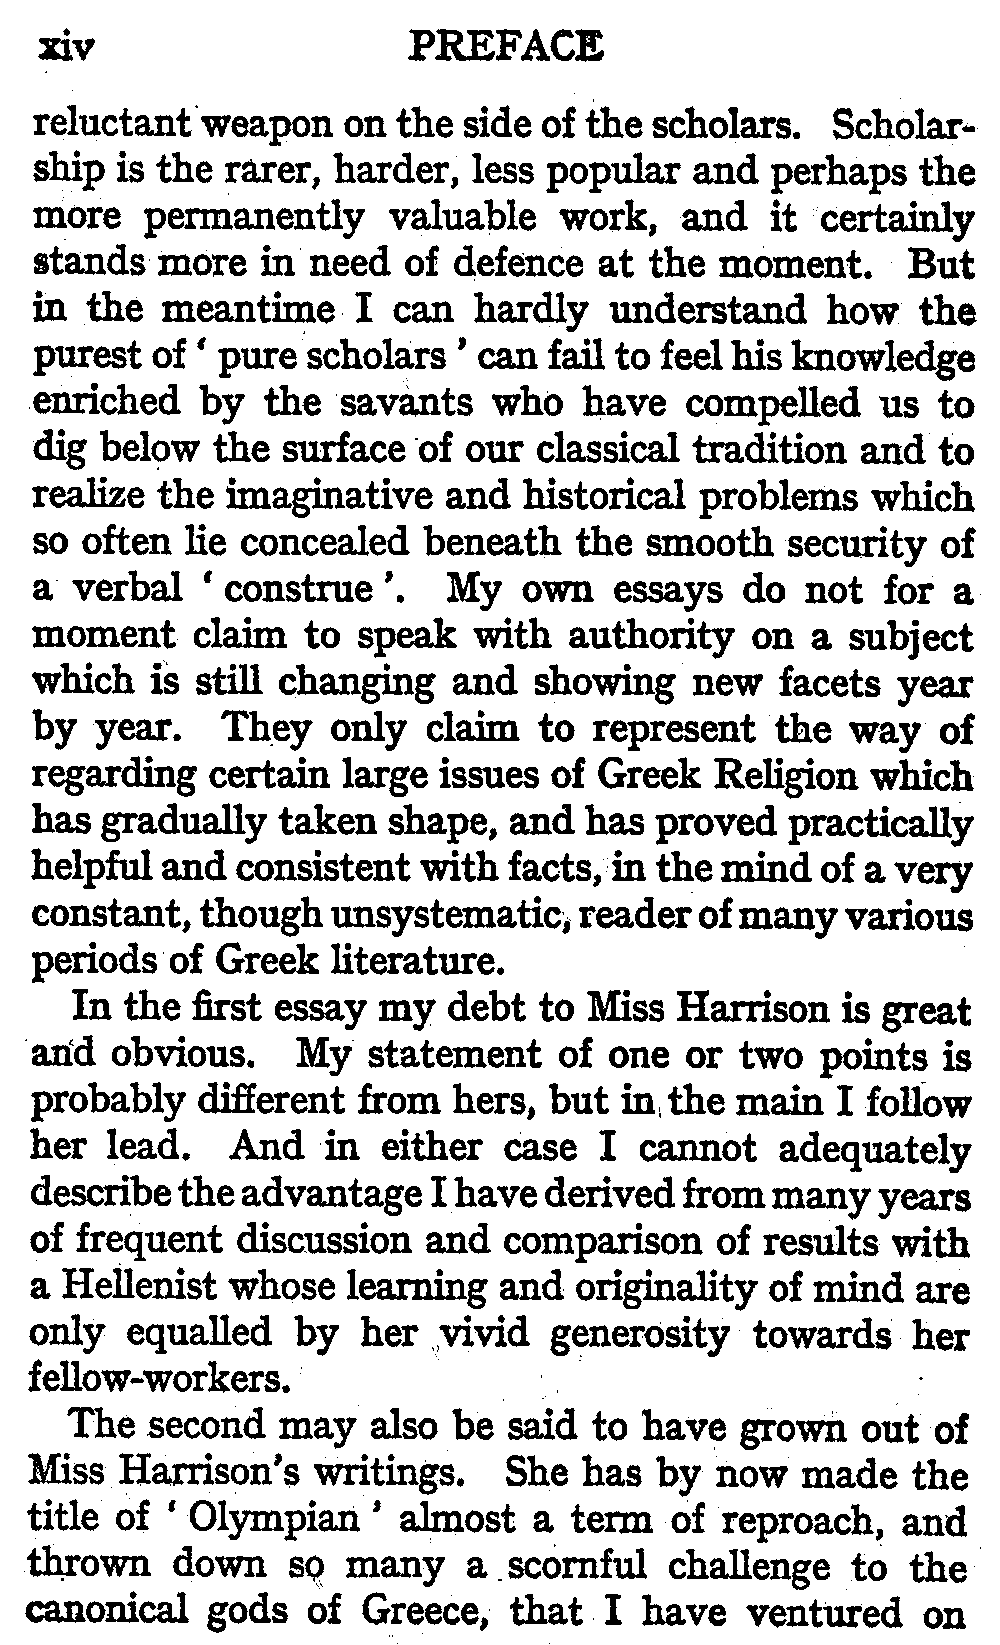 xiv PREFACE
reluctant weapon on the side of the scholars. Scholar-
ship is the rarer, harder, less popular and perhaps the
more permanently valuable work, and it certainly
stands more in need of defence at the moment. But
in the meantime I can hardly understand how the
purest of ‘ pure scholars ’ can fail to feel his knowledge
enriched by the savants who have compelled us to
dig below the surface of our classical tradition and to
realize the imaginative and historical problems which
so often lie concealed beneath the smooth security of
a verbal ‘ construe ’. My own essays do not for a
moment claim to speak with authority on a subject
which is still changing and showing new facets year
by year. They only claim to represent the way of
regarding certain large issues of Greek Religion which
has gradually taken shape, and has proved practically
helpful and consistent with facts, in the mind of a very
constant, though unsystematic, reader of many various
periods of Greek literature.
In the first essay my debt to Miss Harrison is great
and obvious. My statement of one or two points is
probably different from hers, but in the main I follow
her lead. And in either case I cannot adequately
describe the advantage I have derived from many years
of frequent discussion and comparison of results with
a Hellenist whose learning and originality of mind are
only equalled by her vivid generosity towards her
fellow-workers.
The second may also be said to have grown out of
Miss Harrison’s writings. She has by now made the
title of ‘ Olympian ’ almost a term of reproach, and
thrown down so many a scornful challenge to the
canonical gods of Greece, that I have ventured on